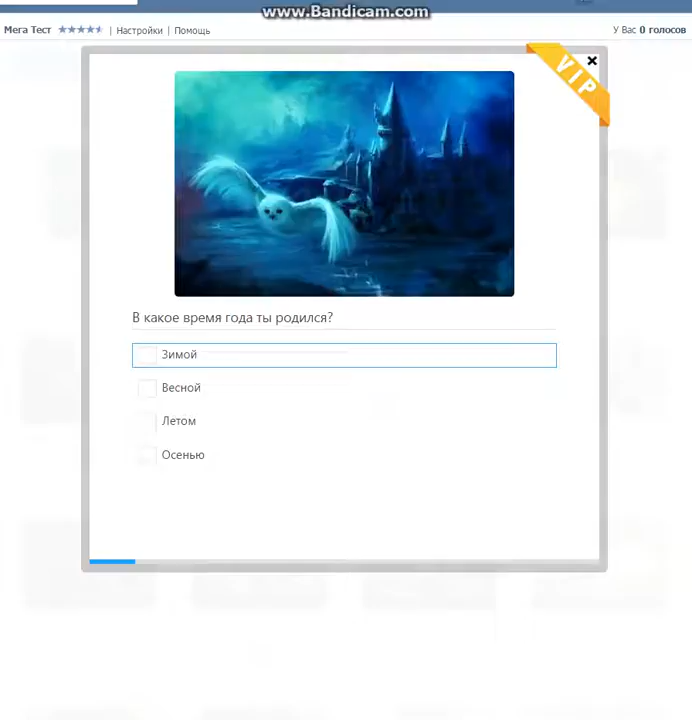 www.Bandicam.com
Мега Тест | Настройки | Помощь У Вас 0 голосов
VIP
В какое время года ты родился?
Зимой
Весной
Летом
Осенью